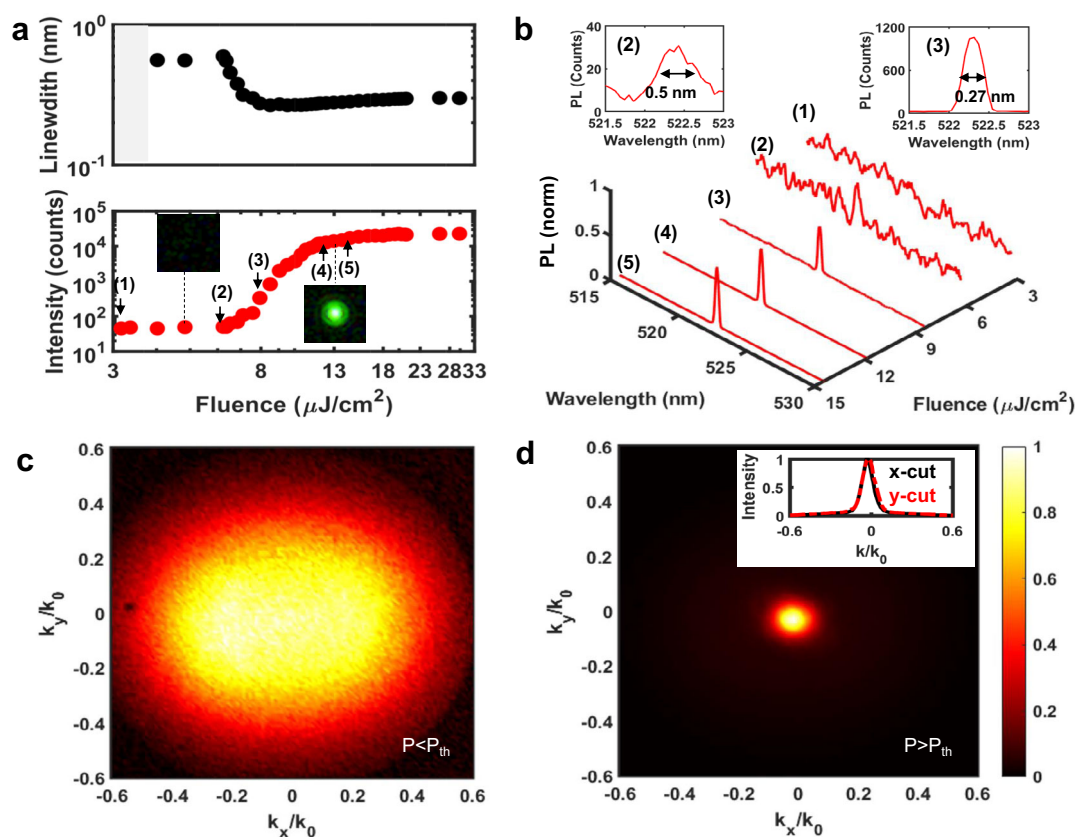 a
Linewdith (nm)
10^0
10^-1
Intensity (counts)
10^5
10^4
10^3
10^2
10^1
(1)
(2)
(3)
(4)
(5)
3 8 13 18 23 28 33
Fluence (μJ/cm^2)
b
(2)
PL (Counts)
40
20
0
0.5 nm
521.5 522 522.5 523
Wavelength (nm)
(3)
PL (Counts)
1200
600
0
0.27 nm
521.5 522 522.5 523
Wavelength (nm)
(1)
(2)
(3)
(4)
(5)
PL (norm)
1
0.5
0
515
520
525
530
Wavelength (nm)
3
6
9
12
15
Fluence (μJ/cm^2)
c
k_y/k_0
0.6
0.4
0.2
0
-0.2
-0.4
-0.6
P<P_th
-0.6 -0.4 -0.2 0 0.2 0.4 0.6
k_x/k_0
d
k_y/k_0
0.6
0.4
0.2
0
-0.2
-0.4
-0.6
Intensity
1
0.5
0
x-cut
y-cut
-0.6 0 0.6
k/k_0
P>P_th
-0.6 -0.4 -0.2 0 0.2 0.4 0.6
k_x/k_0
1
0.8
0.6
0.4
0.2
0